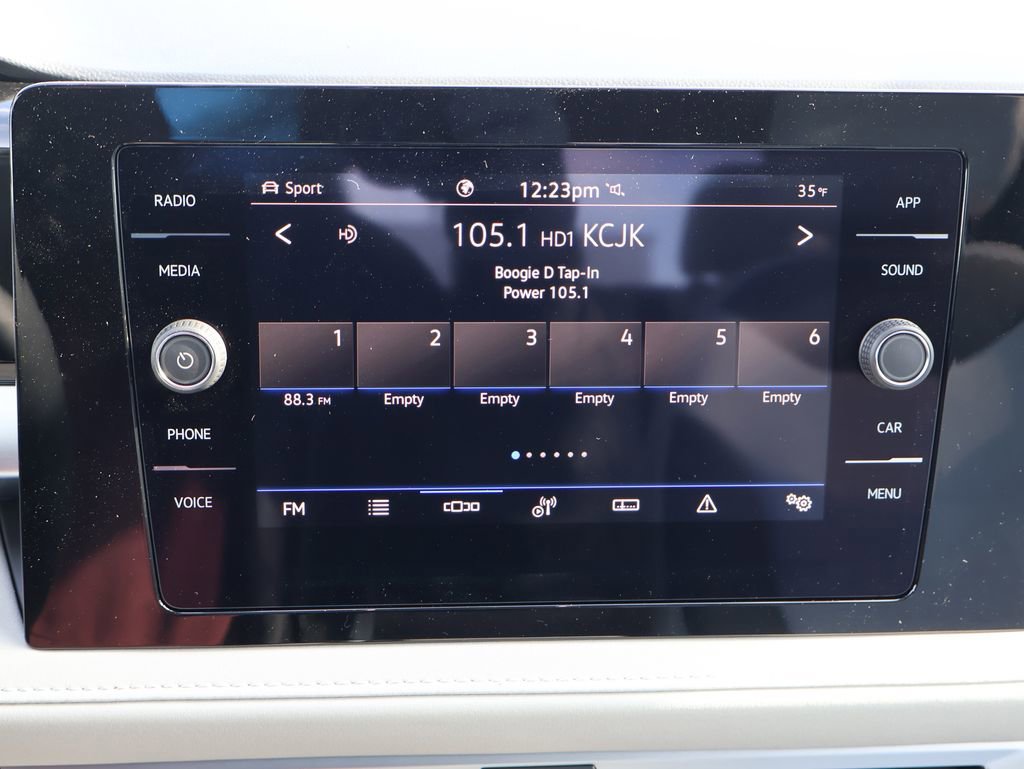 RADIO
MEDIA
PHONE
VOICE
Sport 12:23pm 35°F
< HD 105.1 HD1 KCJK >
Boogie D Tap-In
Power 105.1
1 2 3 4 5 6
88.3 FM Empty Empty Empty Empty Empty
FM
APP
SOUND
CAR
MENU